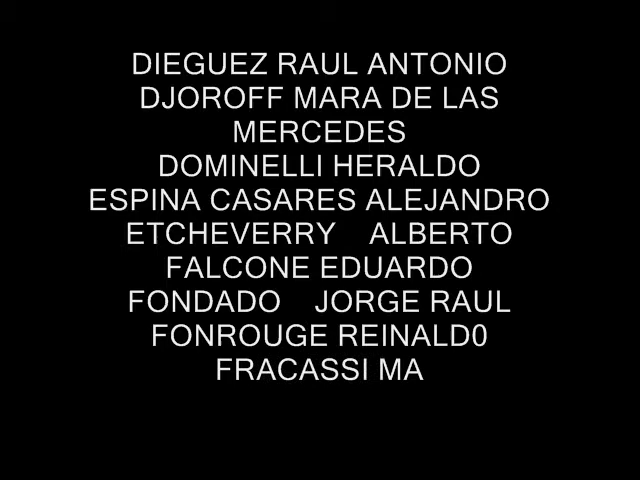 DIEGUEZ RAUL ANTONIO
DJOROFF MARA DE LAS
MERCEDES
DOMINELLI HERALDO
ESPINA CASARES ALEJANDRO
ETCHEVERRY    ALBERTO
FALCONE EDUARDO
FONDADO    JORGE RAUL
FONROUGE REINALD0
FRACASSI MA